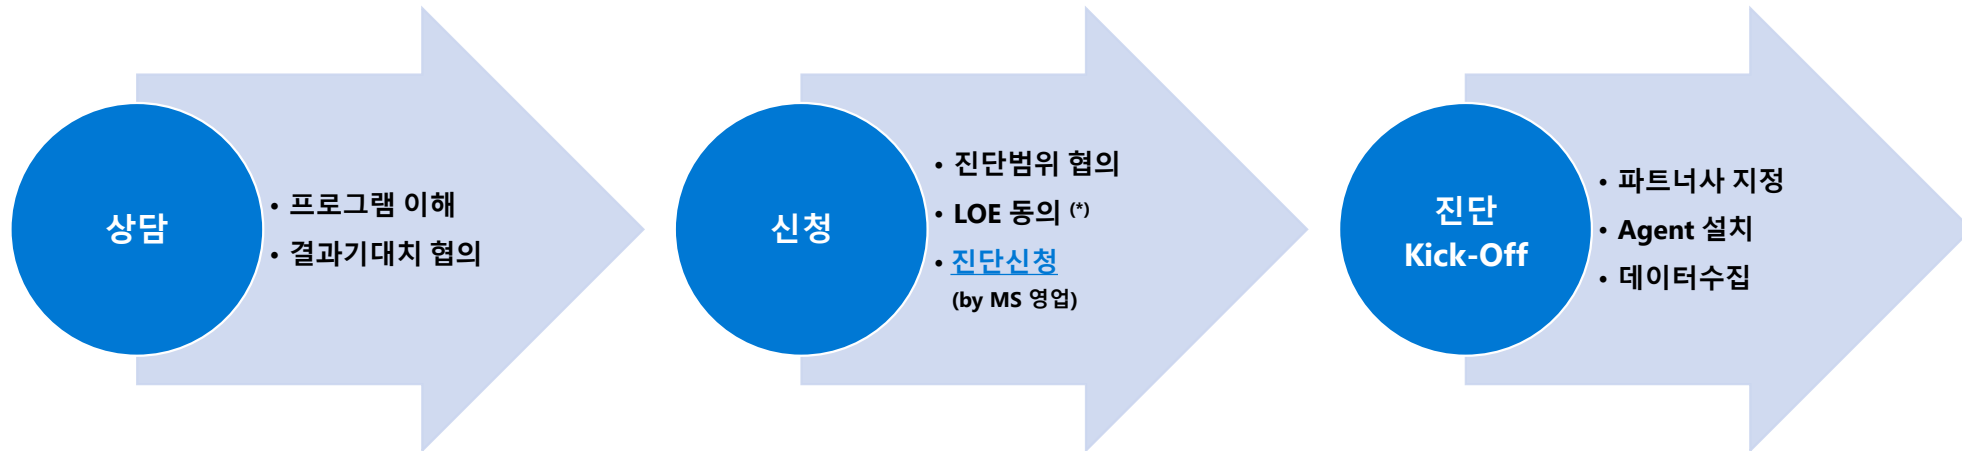 상담
• 프로그램 이해
• 결과기대치 협의
신청
• 진단범위 협의
• LOE 동의 (*)
• 진단신청
(by MS 영업)
진단
Kick-Off
• 파트너사 지정
• Agent 설치
• 데이터수집